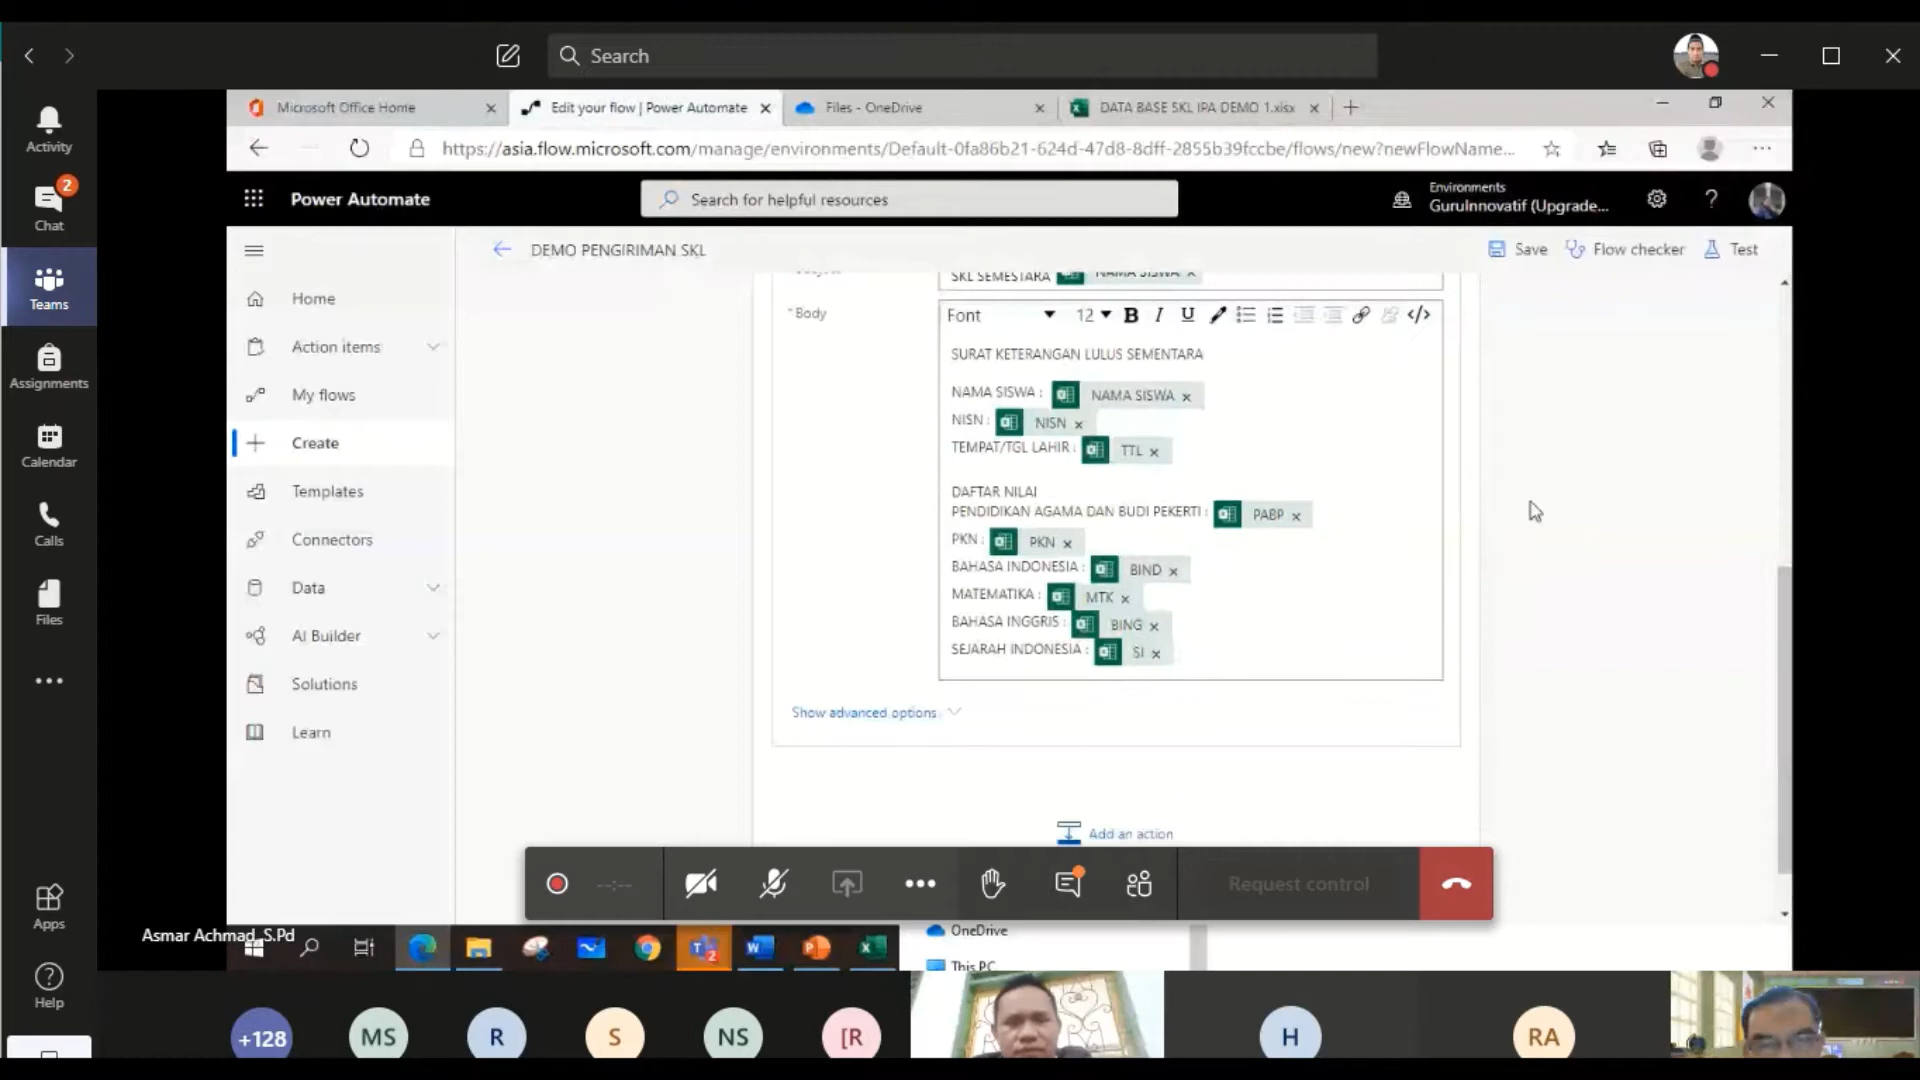 Search
Microsoft Office Home
Edit your flow | Power Automate
Files - OneDrive
DATA BASE SKL IPA DEMO 1.xlsx
https://asia.flow.microsoft.com/manage/environments/Default-0fa86b21-624d-47d8-8dff-2855b39fccbe/flows/new?newFlowName...
Power Automate
Search for helpful resources
Environments
GuruInnovatif (Upgrade...
DEMO PENGIRIMAN SKL
Save
Flow checker
Test
Activity
2
Chat
Teams
Assignments
Calendar
Calls
Files
Apps
Help
Home
Action items
My flows
Create
Templates
Connectors
Data
AI Builder
Solutions
Learn
SKL SEMESTARA NAMA SISWA
* Body
Font 12 B I U </>
SURAT KETERANGAN LULUS SEMENTARA
NAMA SISWA : NAMA SISWA ×
NISN : NISN ×
TEMPAT/TGL LAHIR : TTL ×
DAFTAR NILAI
PENDIDIKAN AGAMA DAN BUDI PEKERTI : PABP ×
PKN : PKN ×
BAHASA INDONESIA : BIND ×
MATEMATIKA : MTK ×
BAHASA INGGRIS : BING ×
SEJARAH INDONESIA : SI ×
Show advanced options
Add an action
--:--
Request control
Asmar Achmad, S.Pd
OneDrive
This PC
+128
MS
R
S
NS
[R
H
RA